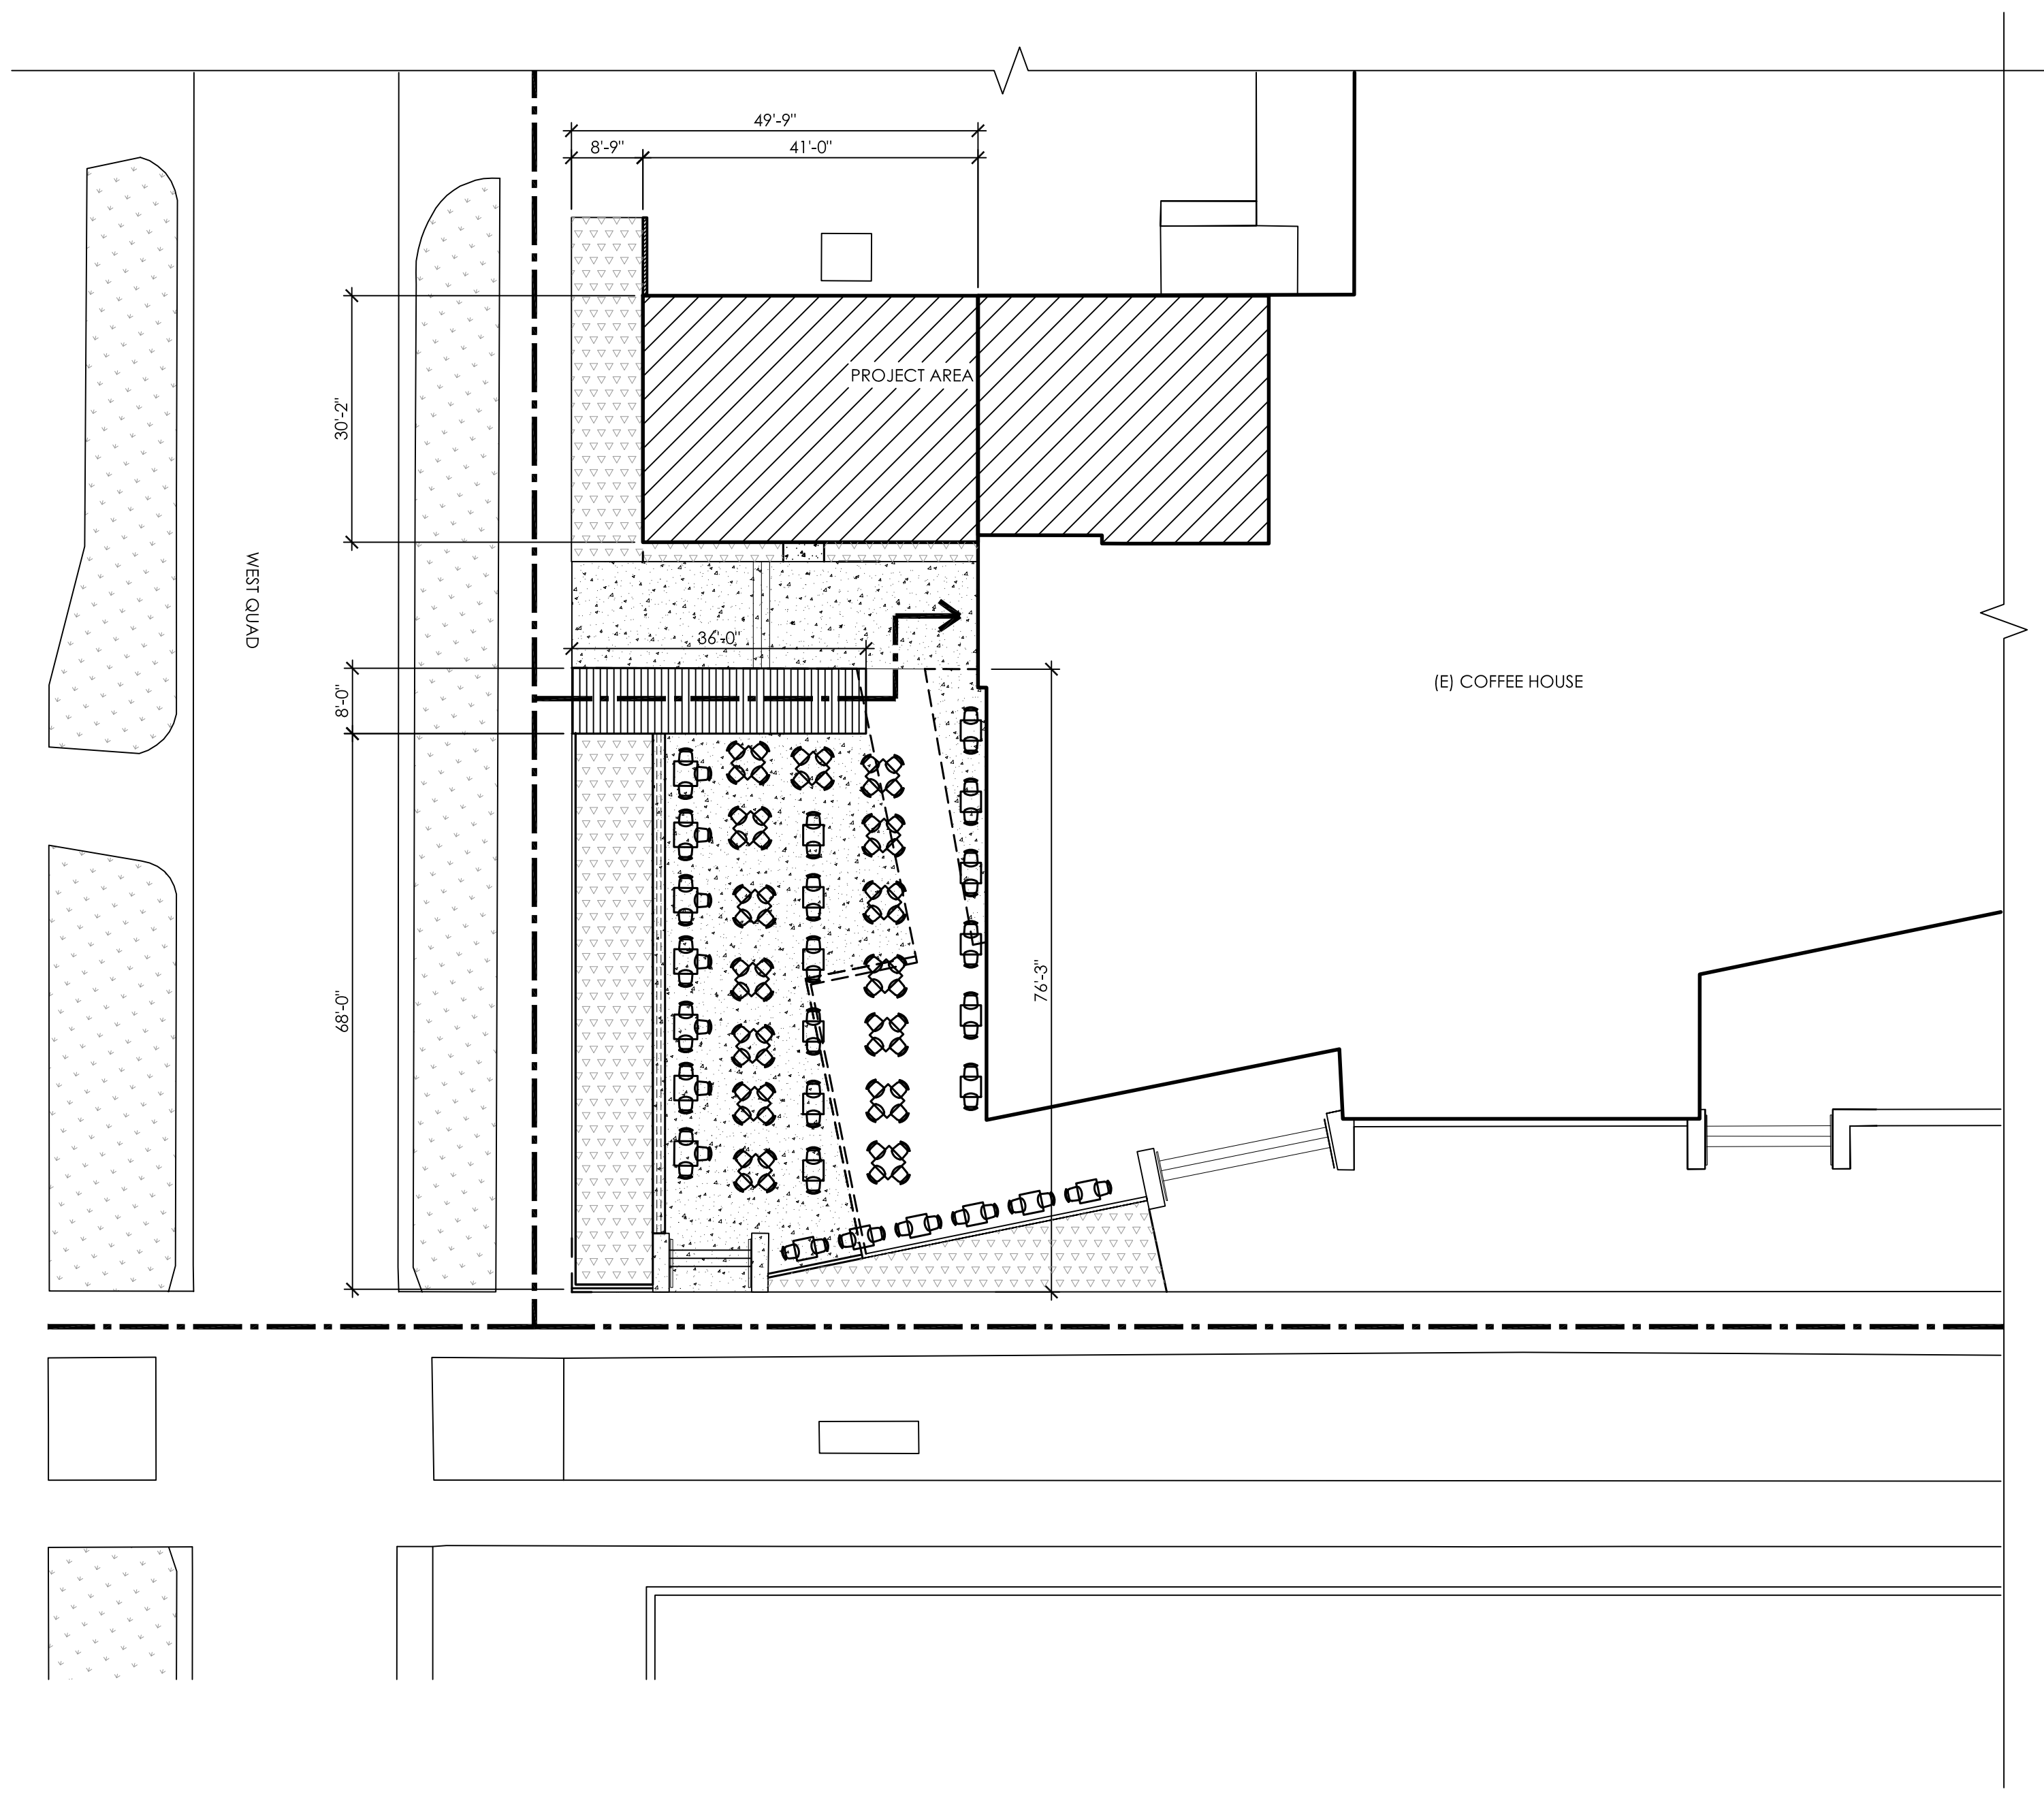 49'-9"
8'-9"
41'-0"
PROJECT AREA
30'-2"
WEST QUAD
36'-0"
8'-0"
(E) COFFEE HOUSE
76'-3"
68'-0"